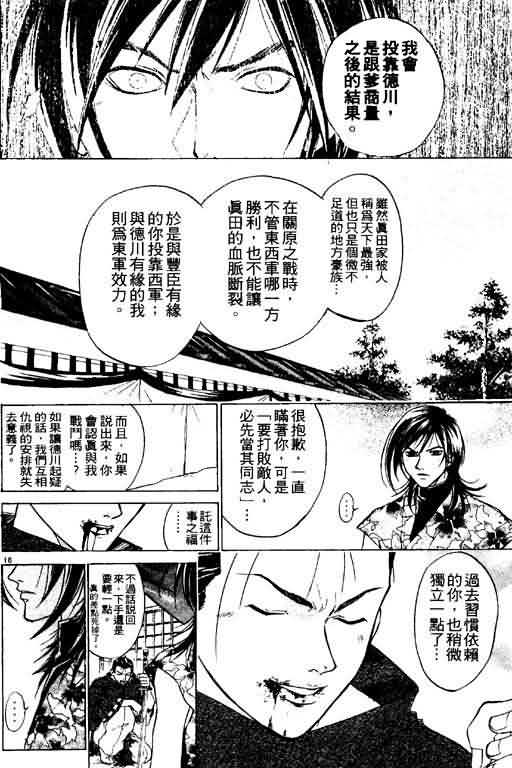 我會
投靠德川，
是跟爹商量
之後的結果。
雖然真田家被人
稱為天下最強，
但也只是個微不
足道的地方豪族…
在關原之戰時，
不管東西軍哪一方
勝利，也不能讓
真田的血脈斷裂。
於是與豐臣有緣
的你投靠西軍；
與德川有緣的我
則為東軍效力。
很抱歉，一直
瞞著你，可是
「要打敗敵人，
必先當其同志」
…
而且，如果
說出來，你
會認真與我
戰鬥嗎…？
如果讓德川起疑
的話，我們互相
仇視的安排就失
去意義了。
…
託這件
事之福
……
過去習慣依賴
的你，也稍微
獨立一點了…
不過話說回
來，下手還是
要輕一點。
真的差點死掉了。
…
16